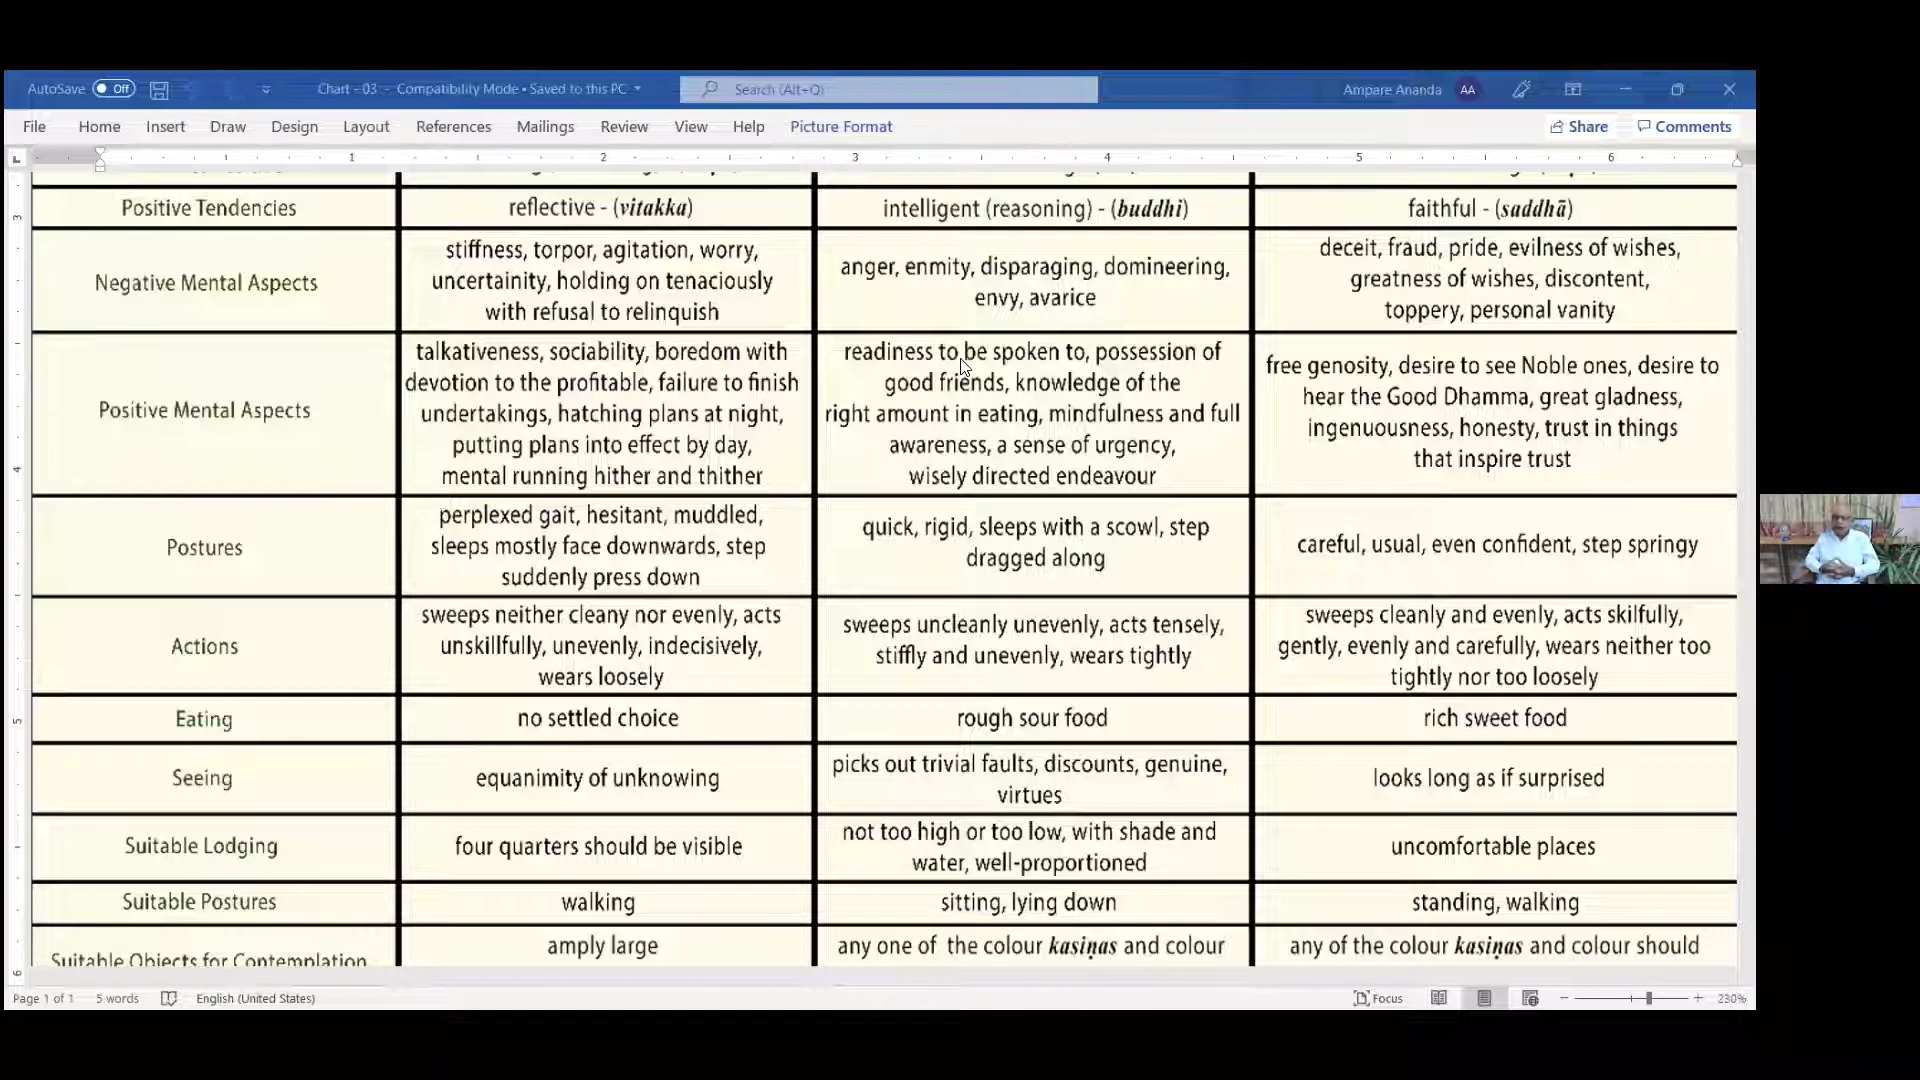 AutoSave Off Chart - 03 - Compatibility Mode • Saved to this PC Search (Alt+Q) Ampare Ananda AA
File Home Insert Draw Design Layout References Mailings Review View Help Picture Format Share Comments
1 2 3 4 5 6
Positive Tendencies
reflective - (vitakka)
intelligent (reasoning) - (buddhi)
faithful - (saddhā)
Negative Mental Aspects
stiffness, torpor, agitation, worry,
uncertainity, holding on tenaciously
with refusal to relinquish
anger, enmity, disparaging, domineering,
envy, avarice
deceit, fraud, pride, evilness of wishes,
greatness of wishes, discontent,
toppery, personal vanity
Positive Mental Aspects
talkativeness, sociability, boredom with
devotion to the profitable, failure to finish
undertakings, hatching plans at night,
putting plans into effect by day,
mental running hither and thither
readiness to be spoken to, possession of
good friends, knowledge of the
right amount in eating, mindfulness and full
awareness, a sense of urgency,
wisely directed endeavour
free genosity, desire to see Noble ones, desire to
hear the Good Dhamma, great gladness,
ingenuousness, honesty, trust in things
that inspire trust
Postures
perplexed gait, hesitant, muddled,
sleeps mostly face downwards, step
suddenly press down
quick, rigid, sleeps with a scowl, step
dragged along
careful, usual, even confident, step springy
Actions
sweeps neither cleany nor evenly, acts
unskillfully, unevenly, indecisively,
wears loosely
sweeps uncleanly unevenly, acts tensely,
stiffly and unevenly, wears tightly
sweeps cleanly and evenly, acts skilfully,
gently, evenly and carefully, wears neither too
tightly nor too loosely
Eating
no settled choice
rough sour food
rich sweet food
Seeing
equanimity of unknowing
picks out trivial faults, discounts, genuine,
virtues
looks long as if surprised
Suitable Lodging
four quarters should be visible
not too high or too low, with shade and
water, well-proportioned
uncomfortable places
Suitable Postures
walking
sitting, lying down
standing, walking
Suitable Objects for Contemplation
amply large
any one of the colour kasiṇas and colour
any of the colour kasiṇas and colour should
3
4
5
6
Page 1 of 1 5 words English (United States) Focus 230%